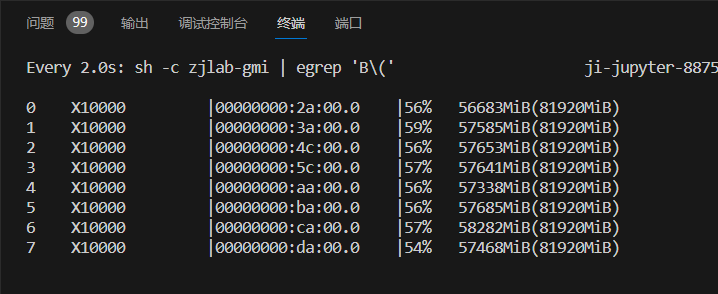 问题 99 输出 调试控制台 终端 端口
Every 2.0s: sh -c zjlab-gmi | egrep 'B\(' ji-jupyter-8875
0 X10000 |00000000:2a:00.0 |56% 56683MiB(81920MiB)
1 X10000 |00000000:3a:00.0 |59% 57585MiB(81920MiB)
2 X10000 |00000000:4c:00.0 |56% 57653MiB(81920MiB)
3 X10000 |00000000:5c:00.0 |57% 57641MiB(81920MiB)
4 X10000 |00000000:aa:00.0 |56% 57338MiB(81920MiB)
5 X10000 |00000000:ba:00.0 |56% 57685MiB(81920MiB)
6 X10000 |00000000:ca:00.0 |57% 58282MiB(81920MiB)
7 X10000 |00000000:da:00.0 |54% 57468MiB(81920MiB)